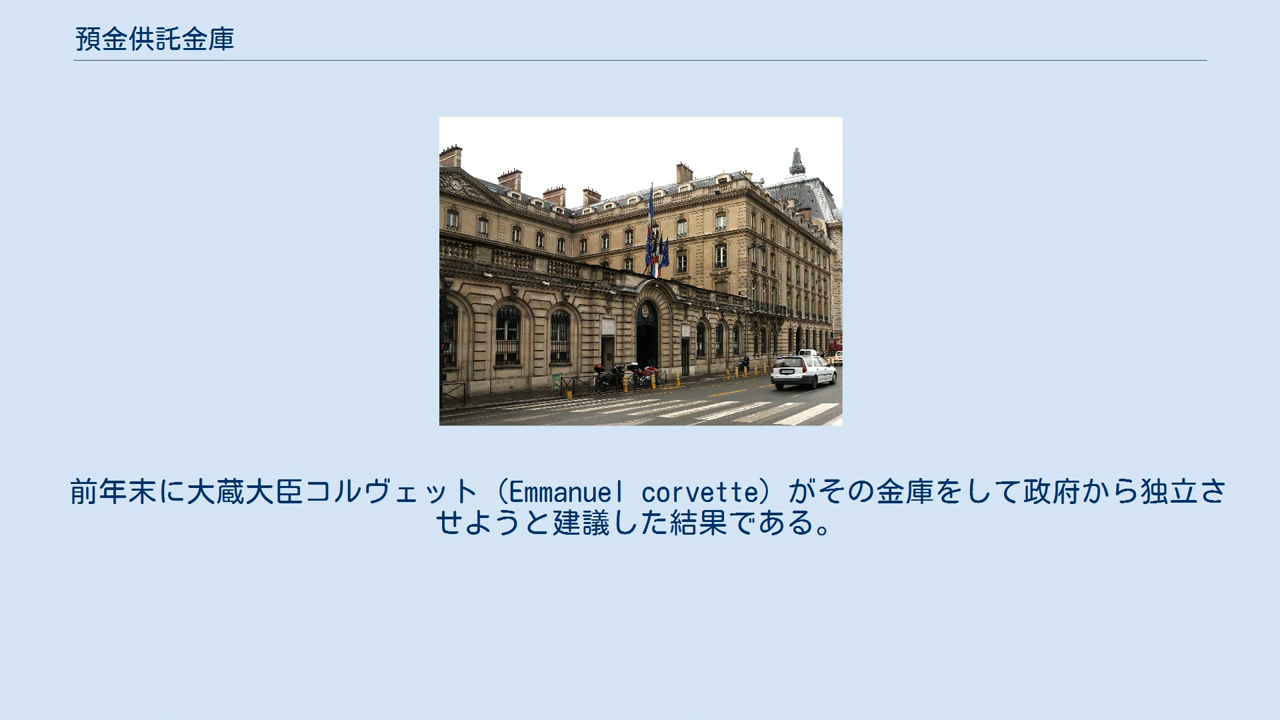 預金供託金庫
前年末に大蔵大臣コルヴェット（Emmanuel corvette）がその金庫をして政府から独立さ
せようと建議した結果である。